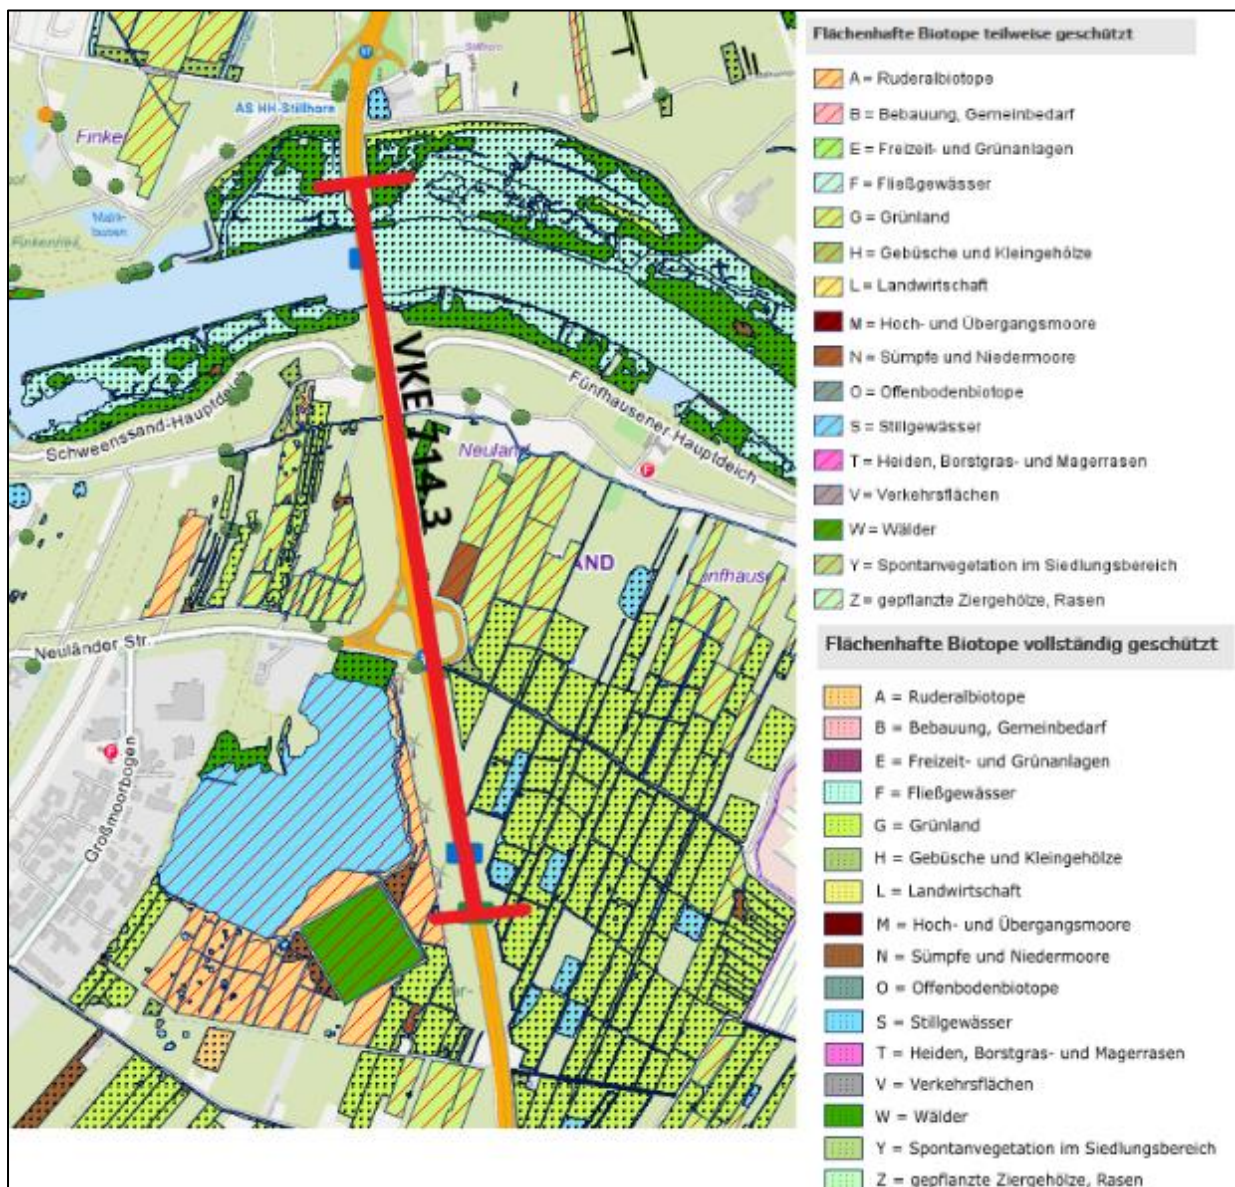 AS HH-Stillhorn
Stillhorn
Finker
Schweenssand-Hauptdeich
Fünfhausener Hauptdeich
VKE 714.3
Neuland
AND
Neuländer Str.
Großmoorbogen
F
F
Flächenhafte Biotope teilweise geschützt
A = Ruderalbiotope
B = Bebauung, Gemeinbedarf
E = Freizeit- und Grünanlagen
F = Fließgewässer
G = Grünland
H = Gebüsche und Kleingehölze
L = Landwirtschaft
M = Hoch- und Übergangsmoore
N = Sümpfe und Niedermoore
O = Offenbodenbiotope
S = Stillgewässer
T = Heiden, Borstgras- und Magerrasen
V = Verkehrsflächen
W = Wälder
Y = Spontanvegetation im Siedlungsbereich
Z = gepflanzte Ziergehölze, Rasen
Flächenhafte Biotope vollständig geschützt
A = Ruderalbiotope
B = Bebauung, Gemeinbedarf
E = Freizeit- und Grünanlagen
F = Fließgewässer
G = Grünland
H = Gebüsche und Kleingehölze
L = Landwirtschaft
M = Hoch- und Übergangsmoore
N = Sümpfe und Niedermoore
O = Offenbodenbiotope
S = Stillgewässer
T = Heiden, Borstgras- und Magerrasen
V = Verkehrsflächen
W = Wälder
Y = Spontanvegetation im Siedlungsbereich
Z = gepflanzte Ziergehölze, Rasen